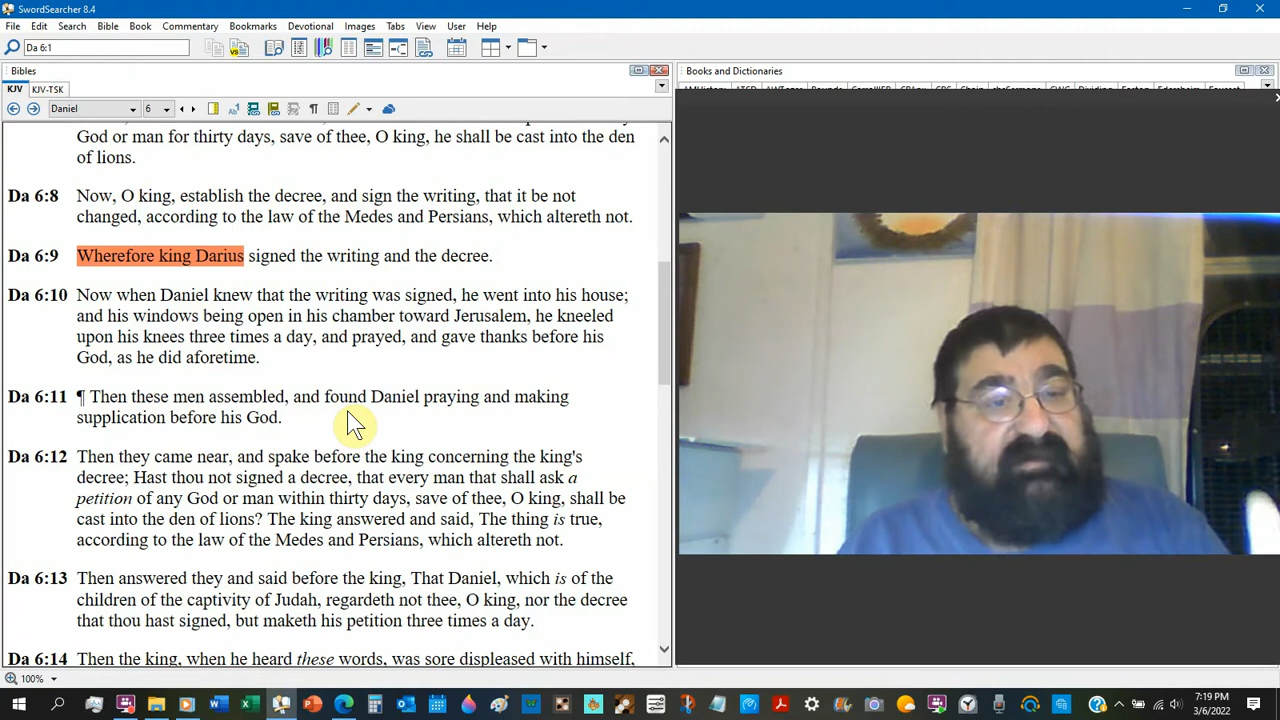 SwordSearcher 8.4
File Edit Search Bible Book Commentary Bookmarks Devotional Images Tabs View User Help
Da 6:1
Bibles
KJV KJV-TSK
Daniel 6
God or man for thirty days, save of thee, O king, he shall be cast into the den
of lions.
Da 6:8 Now, O king, establish the decree, and sign the writing, that it be not
changed, according to the law of the Medes and Persians, which altereth not.
Da 6:9 Wherefore king Darius signed the writing and the decree.
Da 6:10 Now when Daniel knew that the writing was signed, he went into his house;
and his windows being open in his chamber toward Jerusalem, he kneeled
upon his knees three times a day, and prayed, and gave thanks before his
God, as he did aforetime.
Da 6:11 ¶ Then these men assembled, and found Daniel praying and making
supplication before his God.
Da 6:12 Then they came near, and spake before the king concerning the king's
decree; Hast thou not signed a decree, that every man that shall ask a
petition of any God or man within thirty days, save of thee, O king, shall be
cast into the den of lions? The king answered and said, The thing is true,
according to the law of the Medes and Persians, which altereth not.
Da 6:13 Then answered they and said before the king, That Daniel, which is of the
children of the captivity of Judah, regardeth not thee, O king, nor the decree
that thou hast signed, but maketh his petition three times a day.
Da 6:14 Then the king, when he heard these words, was sore displeased with himself,
100%
Books and Dictionaries
7:19 PM
3/6/2022